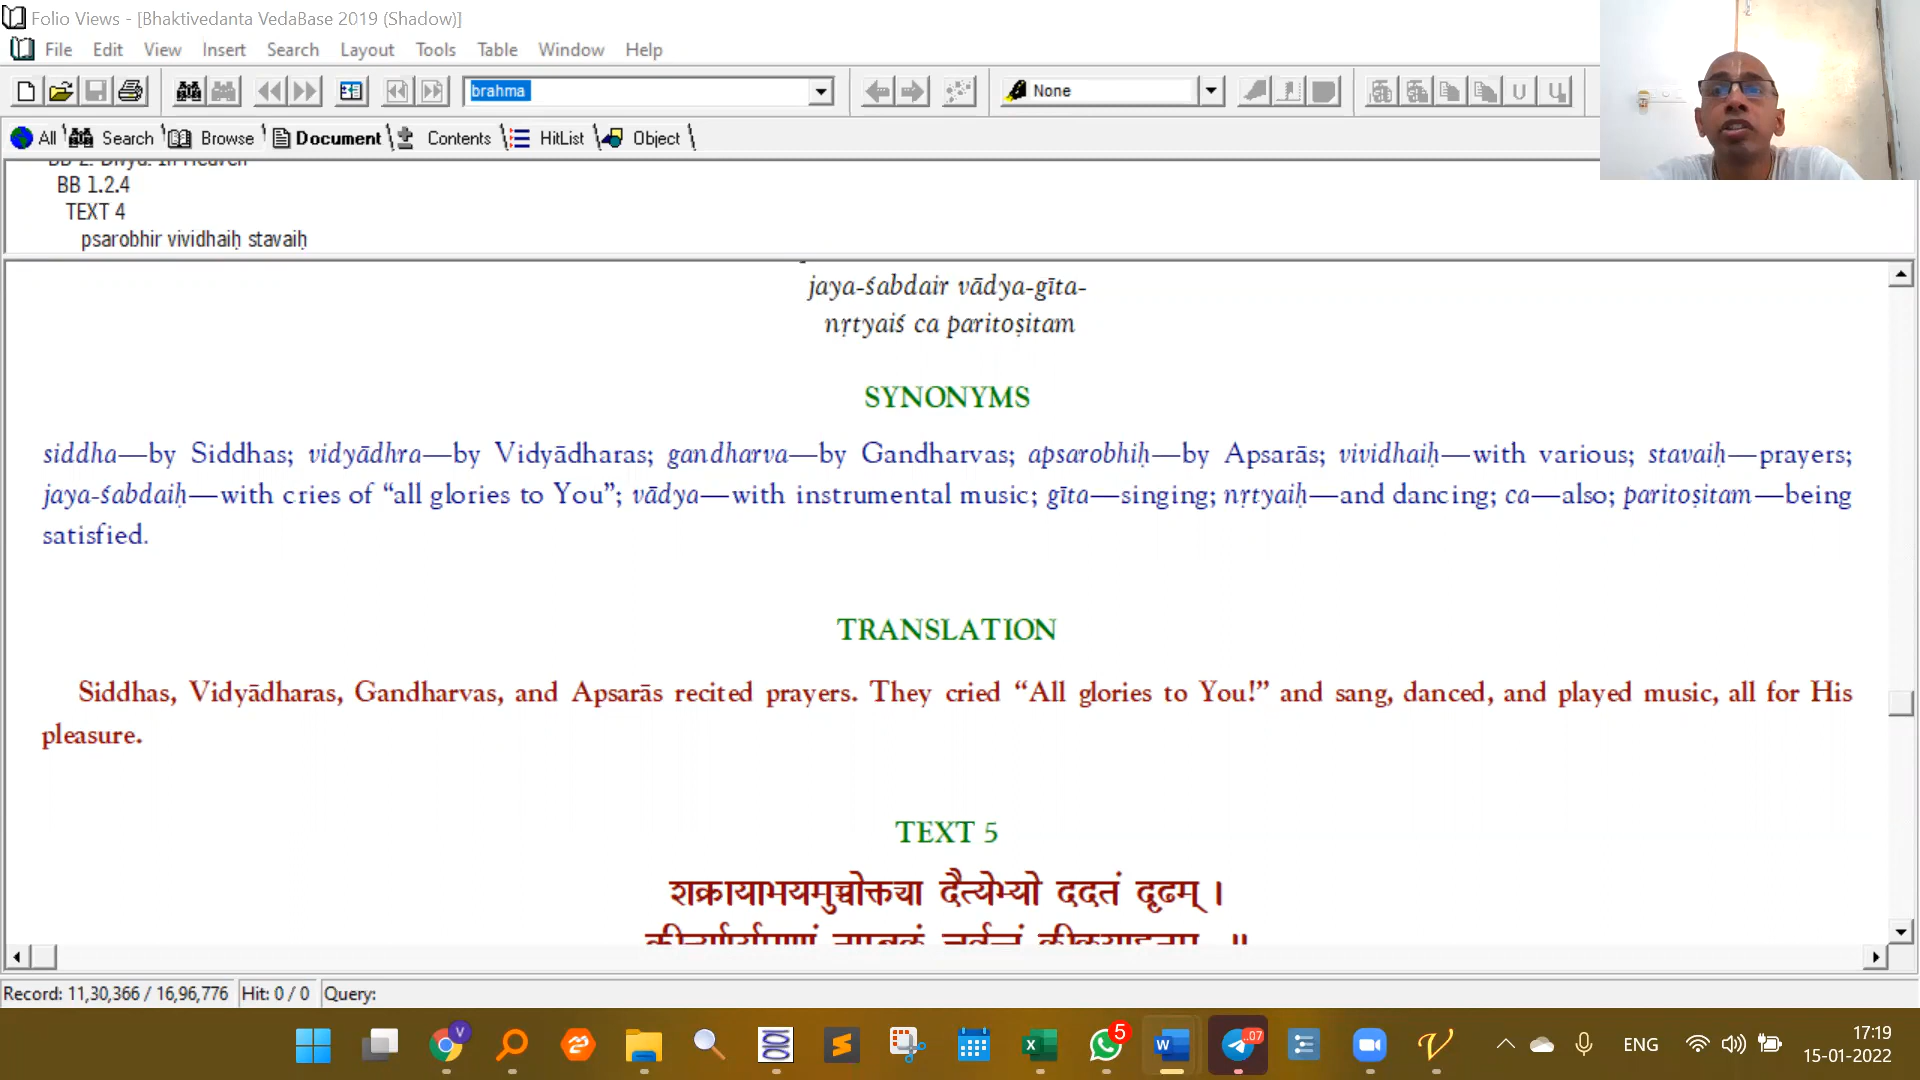 Folio Views - [Bhaktivedanta VedaBase 2019 (Shadow)]
File Edit View Insert Search Layout Tools Table Window Help
brahma
None
All Search Browse Document Contents HitList Object
BB 2. Divya: In Heaven
BB 1.2.4
TEXT 4
psarobhir vividhaiḥ stavaiḥ
jaya-śabdair vādya-gīta-
nṛtyaiś ca paritoṣitam
SYNONYMS
siddha—by Siddhas; vidyādhra—by Vidyādharas; gandharva—by Gandharvas; apsarobhiḥ—by Apsarās; vividhaiḥ—with various; stavaiḥ—prayers;
jaya-śabdaiḥ—with cries of “all glories to You”; vādya—with instrumental music; gīta—singing; nṛtyaiḥ—and dancing; ca—also; paritoṣitam—being
satisfied.
TRANSLATION
Siddhas, Vidyādharas, Gandharvas, and Apsarās recited prayers. They cried “All glories to You!” and sang, danced, and played music, all for His
pleasure.
TEXT 5
शक्रायाभयमुच्चोक्त्या दैत्येभ्यो ददतं दृढम् ।
Record: 11,30,366 / 16,96,776 Hit: 0 / 0 Query:
V
5
.07
ENG
17:19
15-01-2022